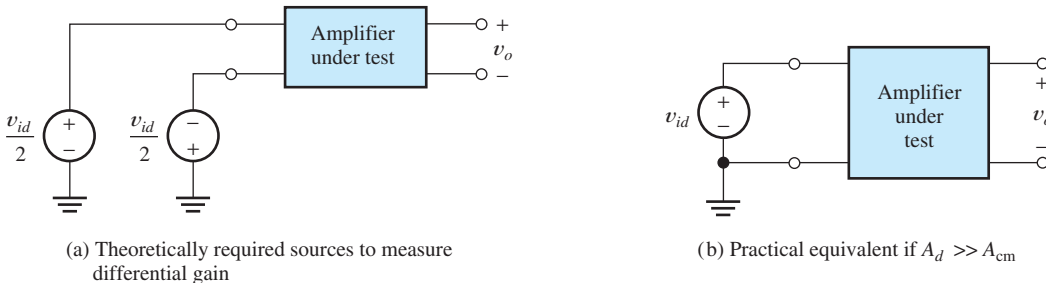 Amplifier
under test
+
v_o
−
v_id
2
+
−
v_id
2
−
+
(a) Theoretically required sources to measure
differential gain
v_id
+
−
Amplifier
under
test
+
−
(b) Practical equivalent if A_d >> A_cm